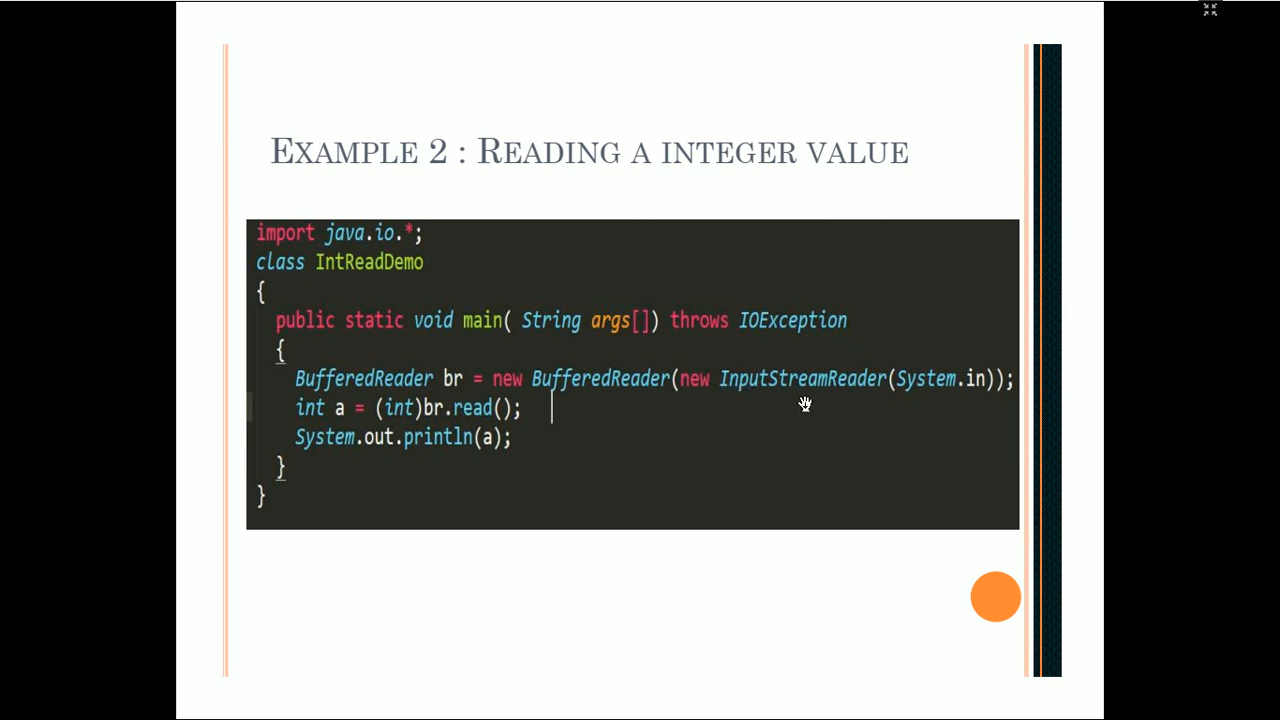 EXAMPLE 2 : READING A INTEGER VALUE
import java.io.*;
class IntReadDemo
{
public static void main( String args[]) throws IOException
{
BufferedReader br = new BufferedReader(new InputStreamReader(System.in));
int a = (int)br.read();
System.out.println(a);
}
}